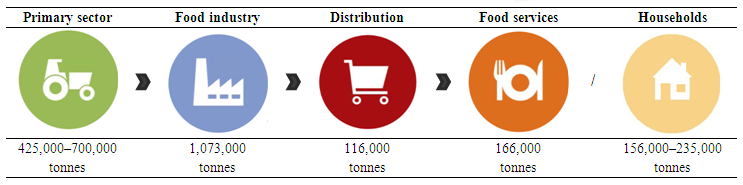 Primary sector Food industry Distribution Food services Households
/
425,000–700,000 1,073,000 116,000 166,000 156,000–235,000
tonnes tonnes tonnes tonnes tonnes